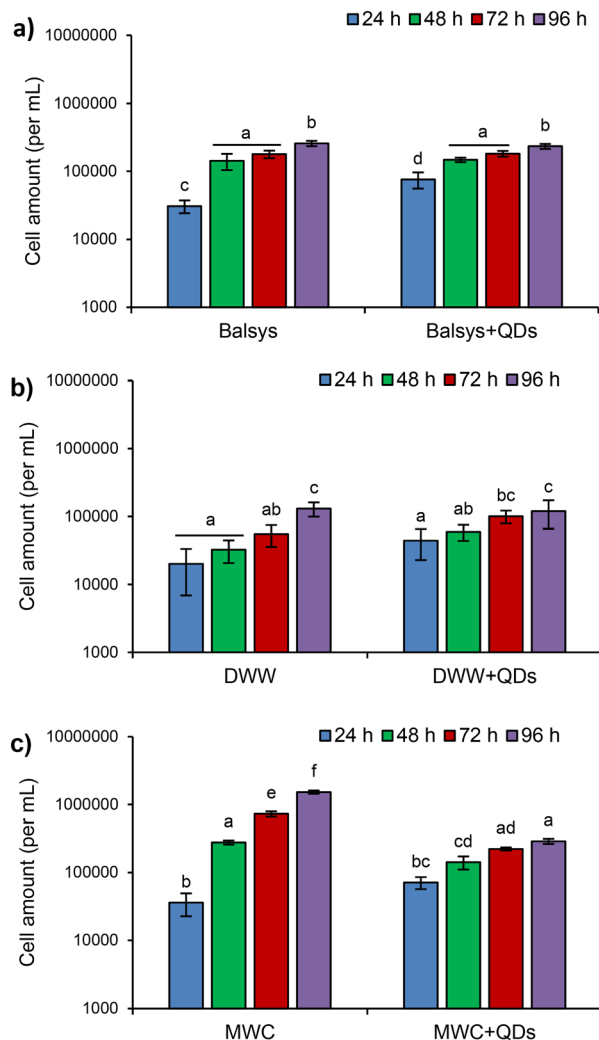 a)
24 h 48 h 72 h 96 h
Cell amount (per mL)
10000000
1000000
100000
10000
1000
c a b
d a b
Balsys Balsys+QDs
b)
24 h 48 h 72 h 96 h
Cell amount (per mL)
10000000
1000000
100000
10000
1000
a ab c
a ab bc c
DWW DWW+QDs
c)
24 h 48 h 72 h 96 h
Cell amount (per mL)
10000000
1000000
100000
10000
1000
b a e f
bc cd ad a
MWC MWC+QDs